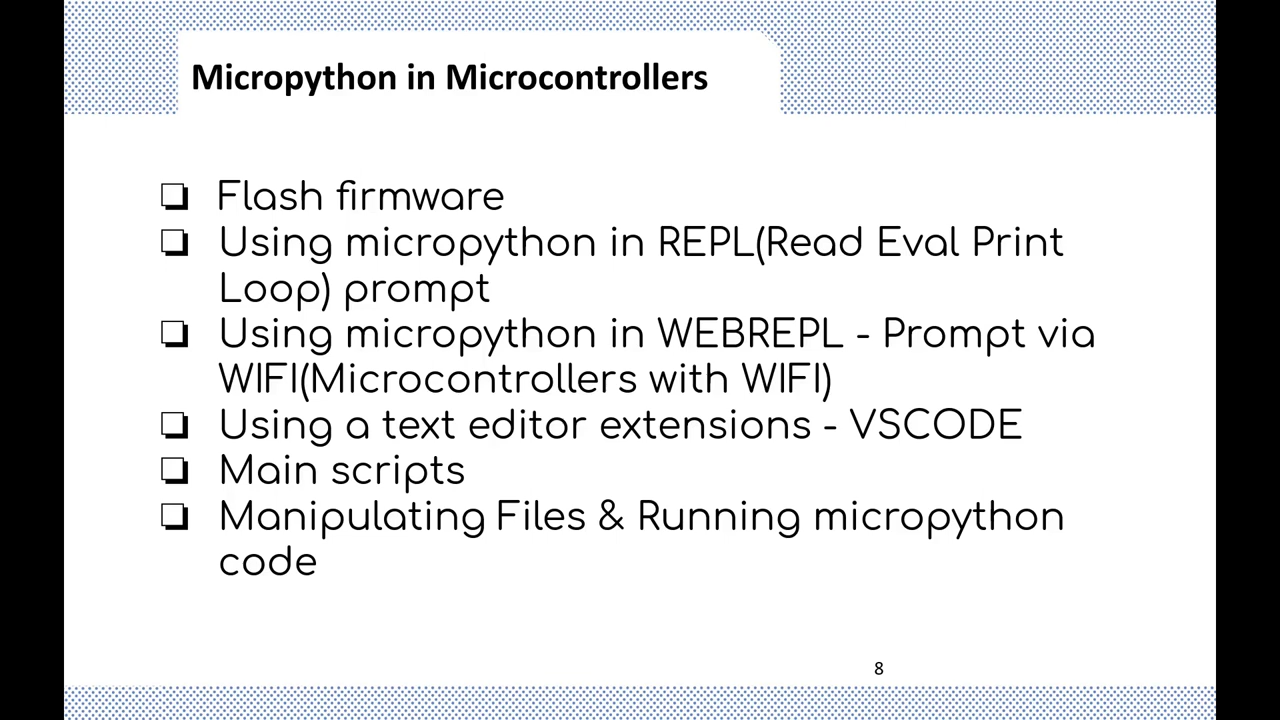 Micropython in Microcontrollers
❏ Flash firmware
❏ Using micropython in REPL(Read Eval Print
Loop) prompt
❏ Using micropython in WEBREPL - Prompt via
WIFI(Microcontrollers with WIFI)
❏ Using a text editor extensions - VSCODE
❏ Main scripts
❏ Manipulating Files & Running micropython
code
8